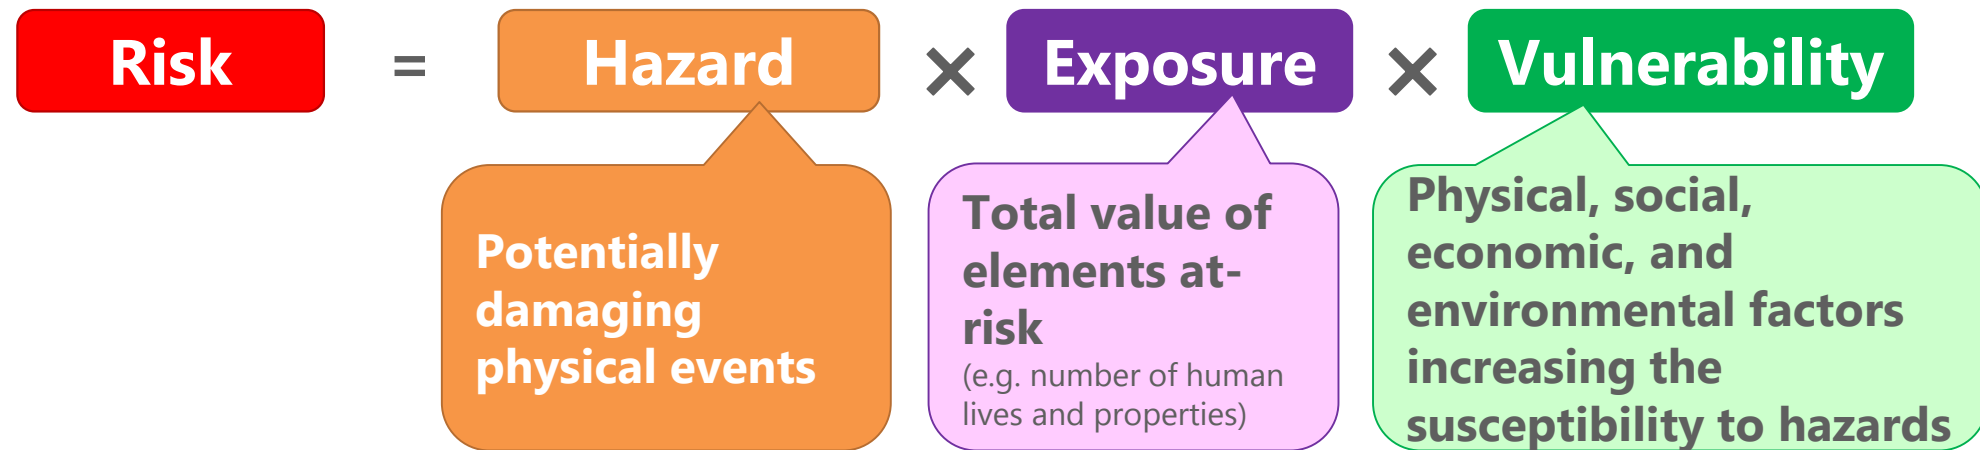 Risk = Hazard × Exposure × Vulnerability
Potentially
damaging
physical events
Total value of
elements at-
risk
(e.g. number of human
lives and properties)
Physical, social,
economic, and
environmental factors
increasing the
susceptibility to hazards